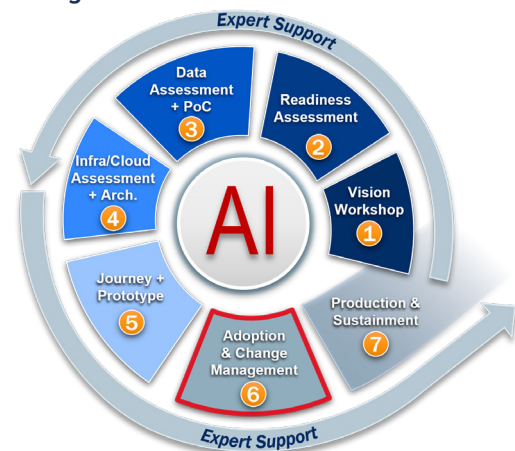 Expert Support
Data
Assessment
+ PoC
3
Readiness
Assessment
2
Infra/Cloud
Assessment
+ Arch.
4
AI
Vision
Workshop
1
Journey +
Prototype
5
Production &
Sustainment
7
Adoption
& Change
Management
6
Expert Support